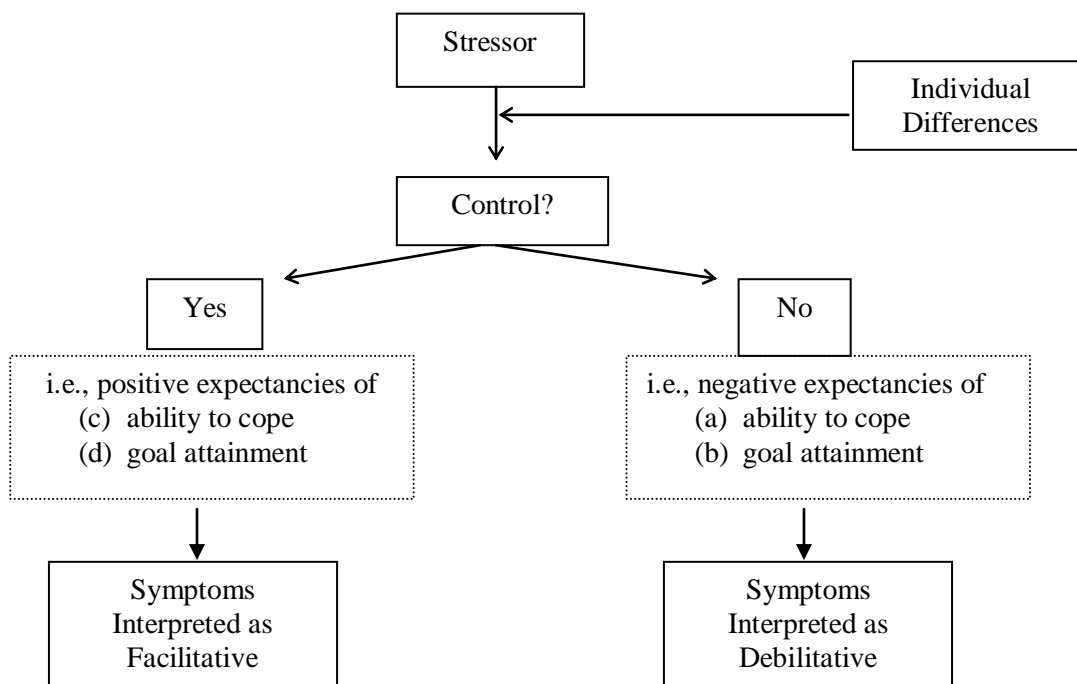 Stressor
Individual
Differences
Control?
Yes
No
i.e., positive expectancies of
(c) ability to cope
(d) goal attainment
i.e., negative expectancies of
(a) ability to cope
(b) goal attainment
Symptoms
Interpreted as
Facilitative
Symptoms
Interpreted as
Debilitative